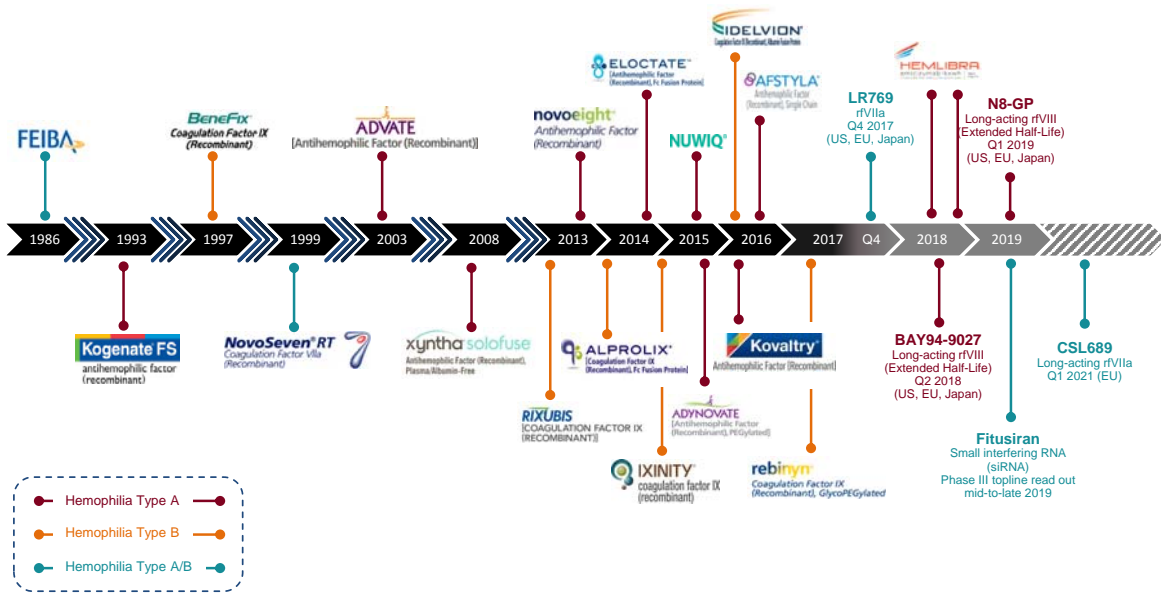 FEIBA
BENEFIX
Coagulation Factor IX
(Recombinant)
ADVATE
[Antihemophilic Factor (Recombinant)]
novoeight®
Antihemophilic Factor
(Recombinant)
ELOCTATE™
[Antihemophilic Factor
(Recombinant), Fc Fusion Protein]
NUWIQ®
IDELVION®
Coagulation Factor IX (Recombinant), Albumin Fusion Protein
AFSTYLA®
Antihemophilic Factor
(Recombinant), Single Chain
LR769
rfVIIa
Q4 2017
(US, EU, Japan)
HEMLIBRA
N8-GP
Long-acting rfVIII
(Extended Half-Life)
Q1 2019
(US, EU, Japan)
1986
1993
1997
1999
2003
2008
2013
2014
2015
2016
2017
Q4
2018
2019
Kogenate FS
antihemophilic factor
(recombinant)
NovoSeven® RT
Coagulation Factor VIIa
(Recombinant)
xyntha solofuse
Antihemophilic Factor (Recombinant),
Plasma/Albumin-Free
RIXUBIS
[COAGULATION FACTOR IX
(RECOMBINANT)]
ALPROLIX®
[Coagulation Factor IX
(Recombinant), Fc Fusion Protein]
IXINITY®
coagulation factor IX
(recombinant)
ADYNOVATE
[Antihemophilic Factor
(Recombinant), PEGylated]
Kovaltry®
Antihemophilic Factor (Recombinant)
rebinyn®
Coagulation Factor IX
(Recombinant), GlycoPEGylated
BAY94-9027
Long-acting rfVIII
(Extended Half-Life)
Q2 2018
(US, EU, Japan)
Fitusiran
Small interfering RNA
(siRNA)
Phase III topline read out
mid-to-late 2019
CSL689
Long-acting rfVIIa
Q1 2021 (EU)
Hemophilia Type A
Hemophilia Type B
Hemophilia Type A/B